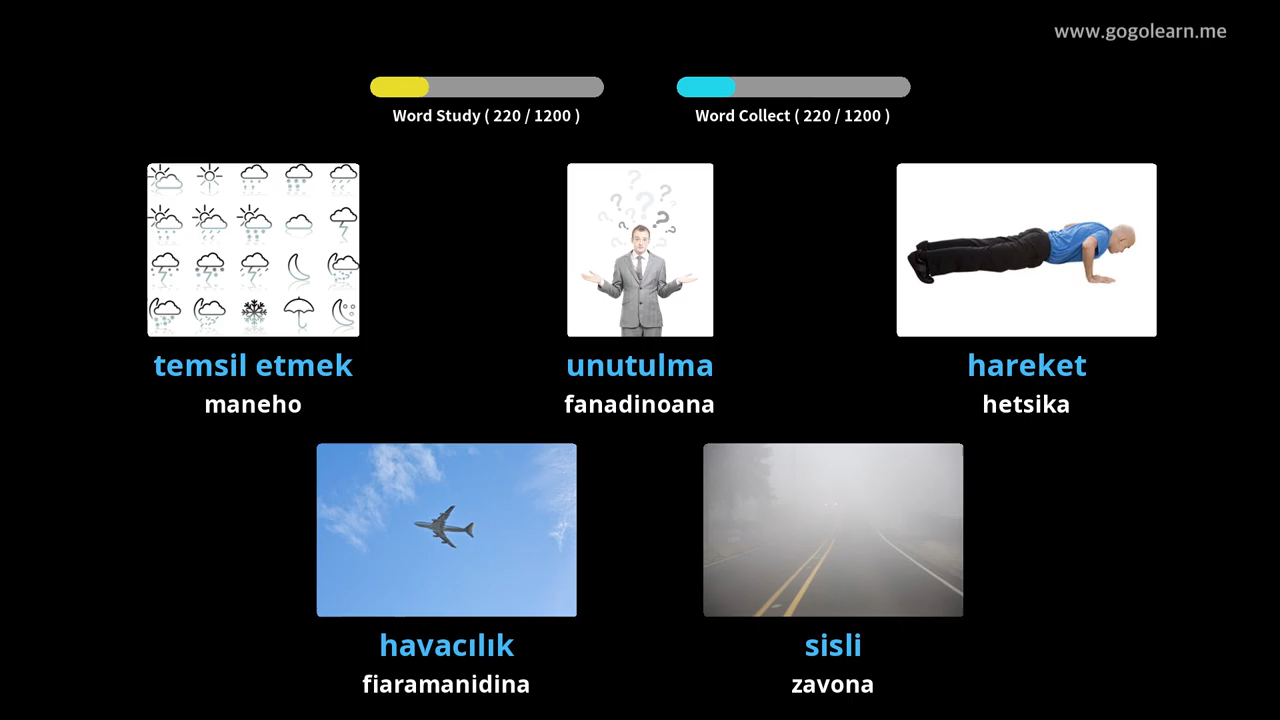 www.gogolearn.me
Word Study ( 220 / 1200 )
Word Collect ( 220 / 1200 )
temsil etmek
maneho
unutulma
fanadinoana
hareket
hetsika
havacılık
fiaramanidina
sisli
zavona